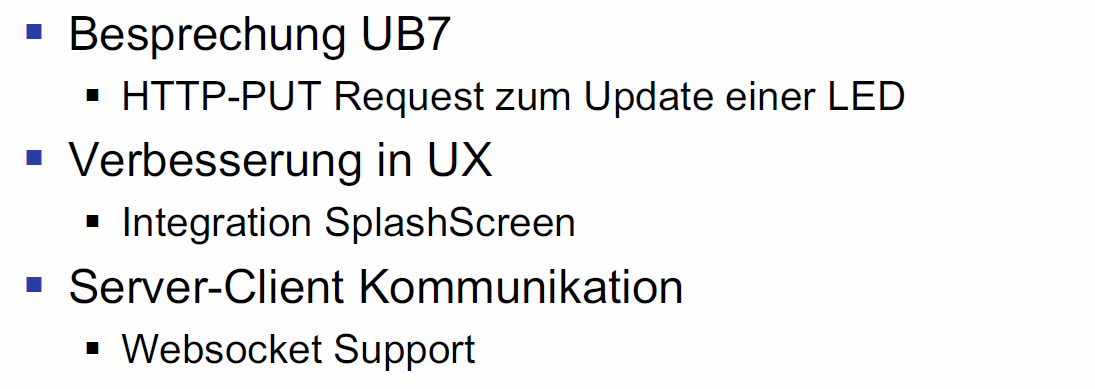 Besprechung UB7
HTTP-PUT Request zum Update einer LED
Verbesserung in UX
Integration SplashScreen
Server-Client Kommunikation
Websocket Support